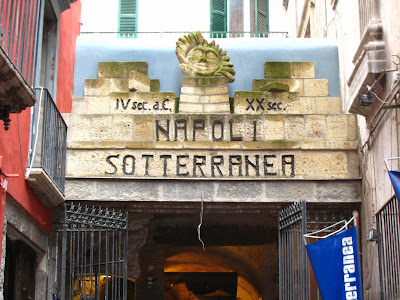 IV sec. a.C.
XX sec.
NAPOLI
SOTTERRANEA
erranea